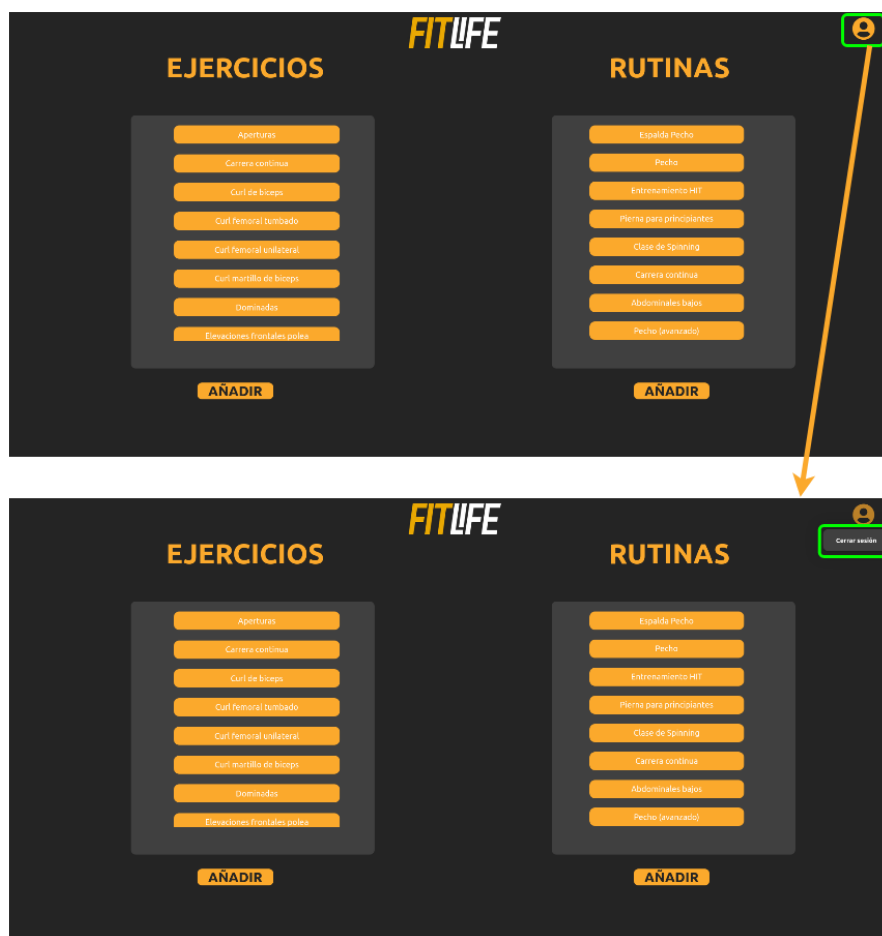 FITLIFE
EJERCICIOS
Aperturas
Carrera continua
Curl de biceps
Curl femoral tumbado
Curl femoral unilateral
Curl martillo de biceps
Dominadas
Elevaciones frontales polea
AÑADIR
RUTINAS
Espalda Pecho
Pecho
Entrenamiento HIT
Pierna para principiantes
Clase de Spinning
Carrera continua
Abdominales bajos
Pecho (avanzado)
AÑADIR
FITLIFE
Cerrar sesión
EJERCICIOS
Aperturas
Carrera continua
Curl de biceps
Curl femoral tumbado
Curl femoral unilateral
Curl martillo de biceps
Dominadas
Elevaciones frontales polea
AÑADIR
RUTINAS
Espalda Pecho
Pecho
Entrenamiento HIT
Pierna para principiantes
Clase de Spinning
Carrera continua
Abdominales bajos
Pecho (avanzado)
AÑADIR